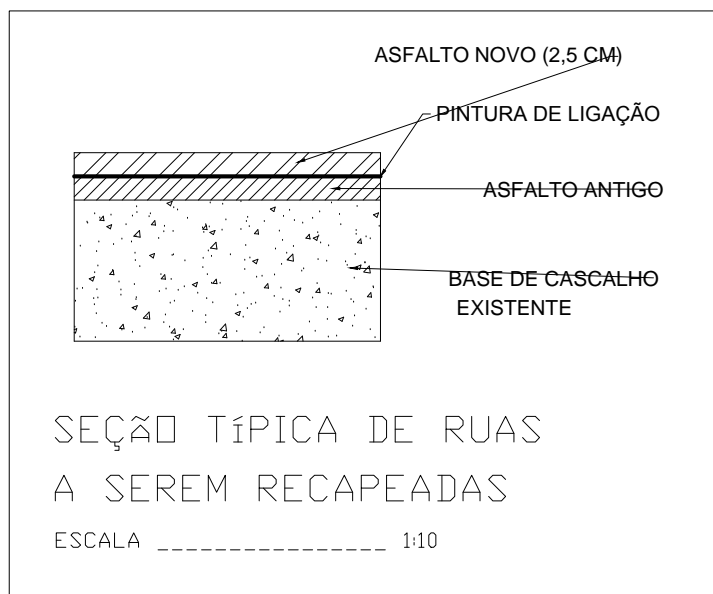 ASFALTO NOVO (2,5 CM)
PINTURA DE LIGAÇÃO
ASFALTO ANTIGO
BASE DE CASCALHO
EXISTENTE
SEÇãO TíPICA DE RUAS
A SEREM RECAPEADAS
ESCALA ________________ 1:10